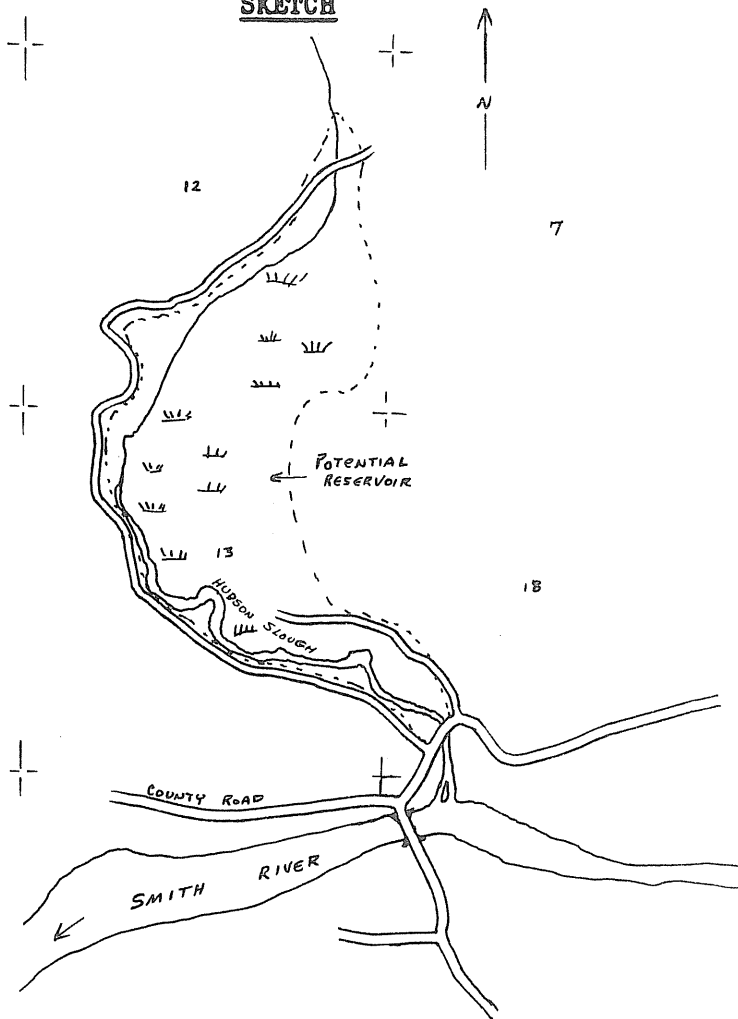 SKETCH
N
12
7
POTENTIAL
RESERVOIR
13
18
HUDSON SLOUGH
COUNTY ROAD
SMITH RIVER